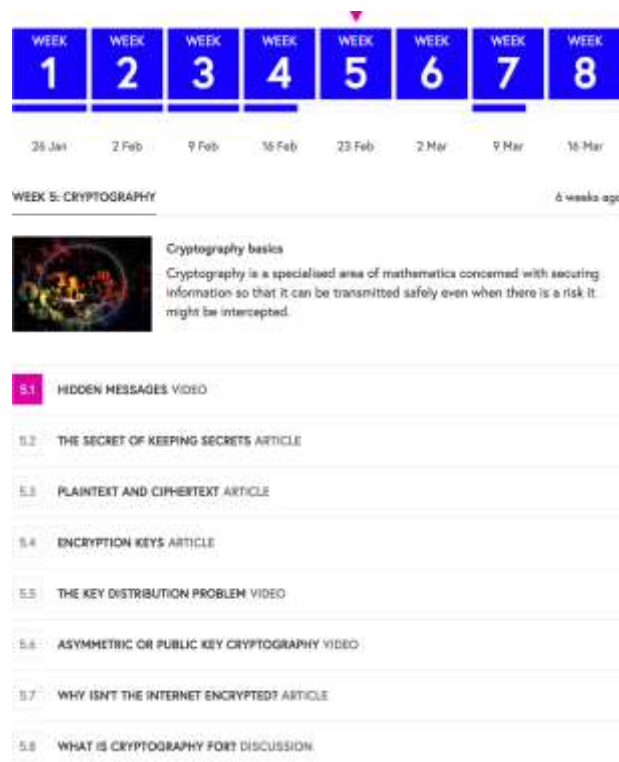 WEEK WEEK WEEK WEEK WEEK WEEK WEEK WEEK
1 2 3 4 5 6 7 8
26 Jan 2 Feb 9 Feb 16 Feb 23 Feb 2 Mar 9 Mar 16 Mar
WEEK 5: CRYPTOGRAPHY 6 weeks ago
Cryptography basics
Cryptography is a specialised area of mathematics concerned with securing
information so that it can be transmitted safely even when there is a risk it
might be intercepted.
5.1 HIDDEN MESSAGES VIDEO
5.2 THE SECRET OF KEEPING SECRETS ARTICLE
5.3 PLAINTEXT AND CIPHERTEXT ARTICLE
5.4 ENCRYPTION KEYS ARTICLE
5.5 THE KEY DISTRIBUTION PROBLEM VIDEO
5.6 ASYMMETRIC OR PUBLIC KEY CRYPTOGRAPHY VIDEO
5.7 WHY ISN'T THE INTERNET ENCRYPTED? ARTICLE
5.8 WHAT IS CRYPTOGRAPHY FOR? DISCUSSION